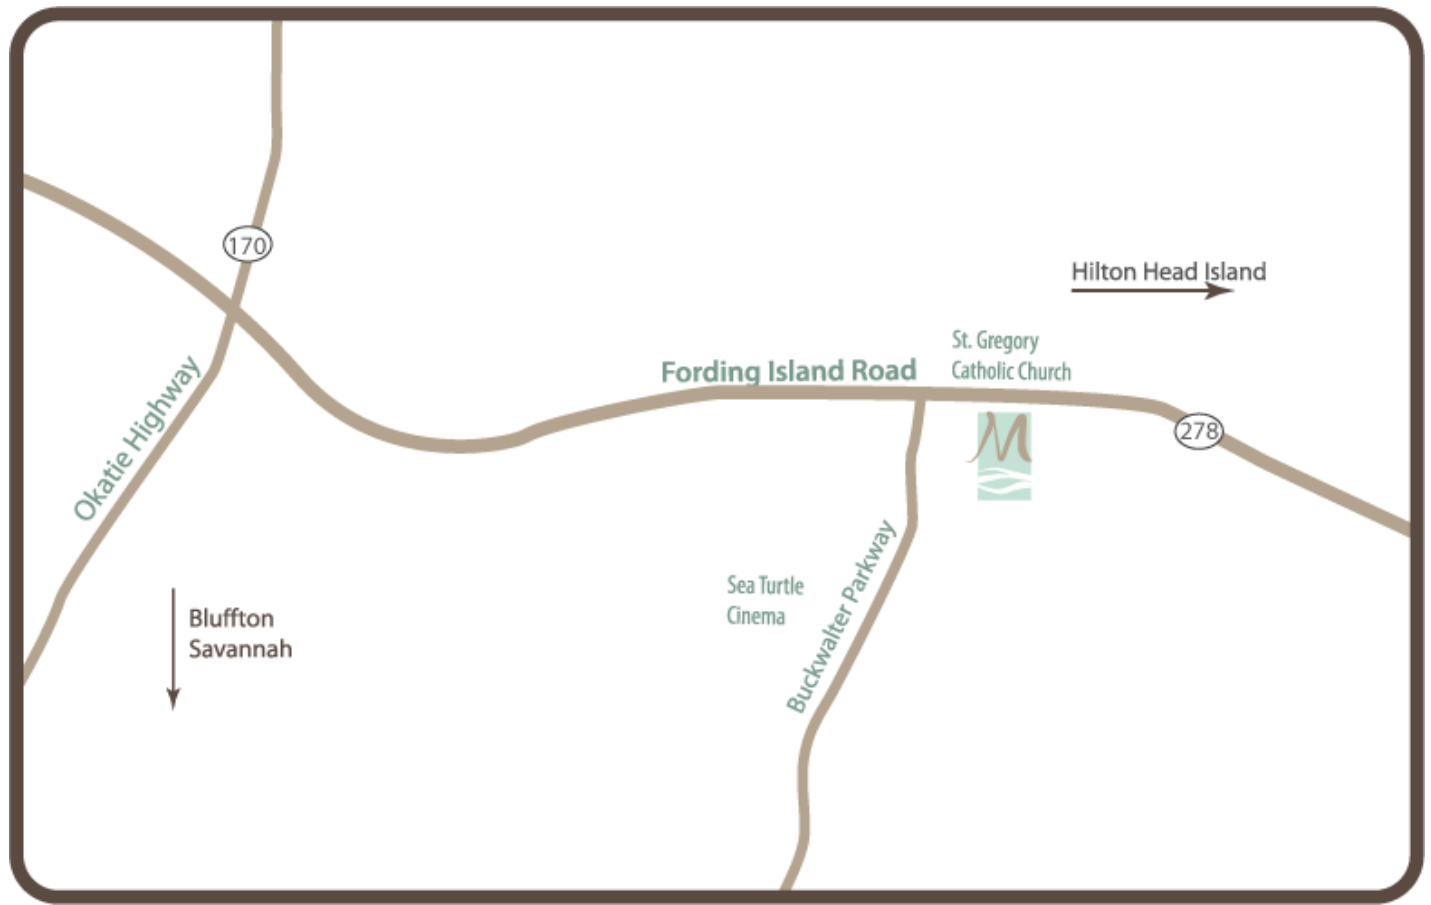 170
Hilton Head Island
St. Gregory
Catholic Church
Fording Island Road
278
M
Okatie Highway
Sea Turtle
Cinema
Buckwalter Parkway
Bluffton
Savannah